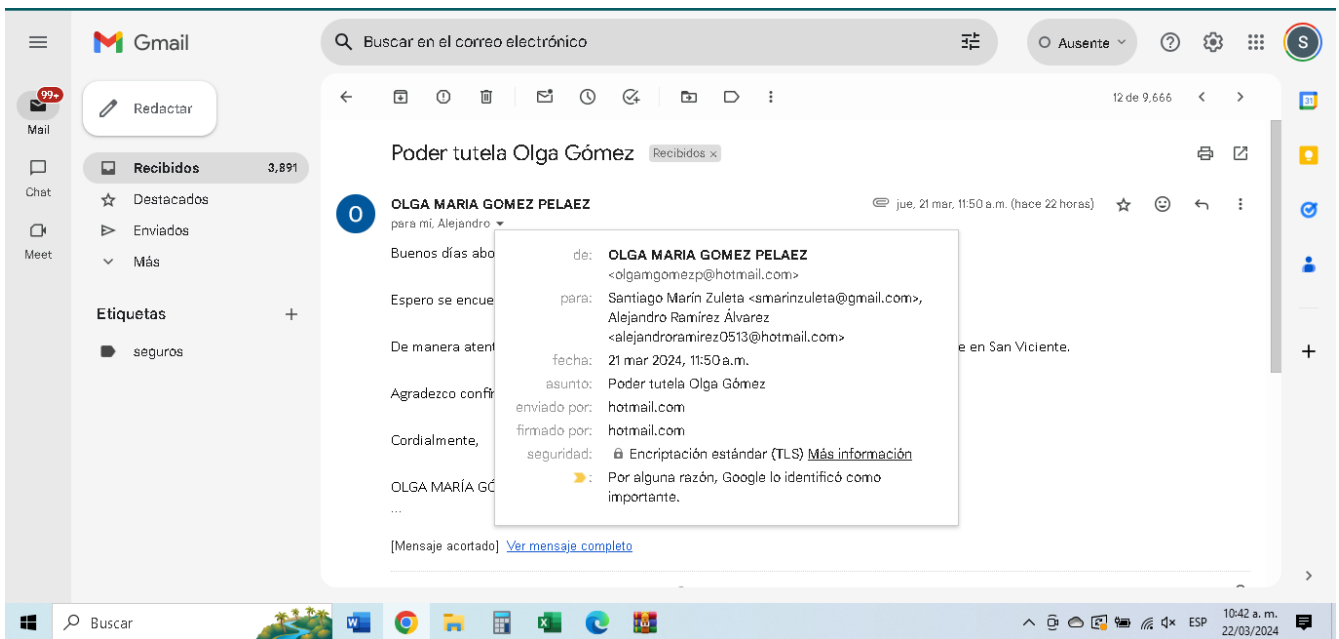 Gmail
Buscar en el correo electrónico
Ausente
S
99+
Mail
Chat
Meet
Redactar
Recibidos 3,891
Destacados
Enviados
Más
Etiquetas
seguros
12 de 9,666
31
Poder tutela Olga Gómez Recibidos x
O
OLGA MARIA GOMEZ PELAEZ
jue, 21 mar, 11:50 a.m. (hace 22 horas)
para mí, Alejandro
Buenos días abo
Espero se encue
De manera atent
e en San Viciente.
Agradezco confir
Cordialmente,
OLGA MARÍA GÓ
...
de: OLGA MARIA GOMEZ PELAEZ
<olgamgomezp@hotmail.com>
para: Santiago Marín Zuleta <smarinzuleta@gmail.com>,
Alejandro Ramírez Álvarez
<alejandroramirez0513@hotmail.com>
fecha: 21 mar 2024, 11:50 a.m.
asunto: Poder tutela Olga Gómez
enviado por: hotmail.com
firmado por: hotmail.com
seguridad: Encriptación estándar (TLS) Más información
: Por alguna razón, Google lo identificó como
importante.
[Mensaje acortado] Ver mensaje completo
Buscar
ESP
10:42 a. m.
22/03/2024